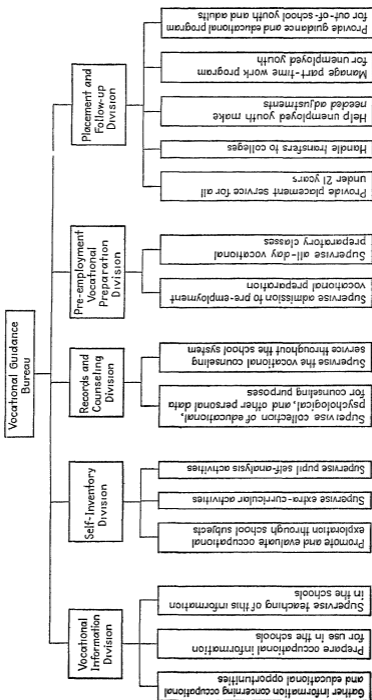 Vocational Guidance
Bureau
Vocational
Information
Division
Gather information concerning occupational
and educational opportunities
Prepare occupational information
for use in the schools
Supervise teaching of this information
in the schools
Self-Inventory
Division
Promote and evaluate occupational
exploration through school subjects
Supervise extra-curricular activities
Supervise pupil self-analysis activities
Records and
Counseling
Division
Supervise collection of educational,
psychological, and other personal data
for counseling purposes
Supervise the vocational counseling
service throughout the school system
Pre-employment
Vocational
Preparation
Division
Supervise admission to pre-employment
vocational preparation
Supervise all-day vocational
preparatory classes
Placement and
Follow-up
Division
Provide placement service for all
under 21 years
Handle transfers to colleges
Help unemployed youth make
needed adjustments
Manage part-time work program
for unemployed youth
Provide guidance and educational program
for out-of-school youth and adults